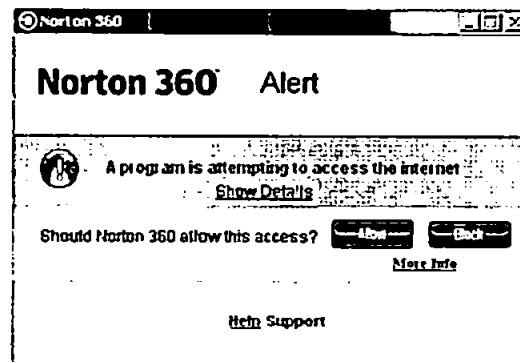 Norton 360
Norton 360 Alert
A program is attempting to access the internet
Show Details
Should Norton 360 allow this access? Allow Block
More Info
Help Support